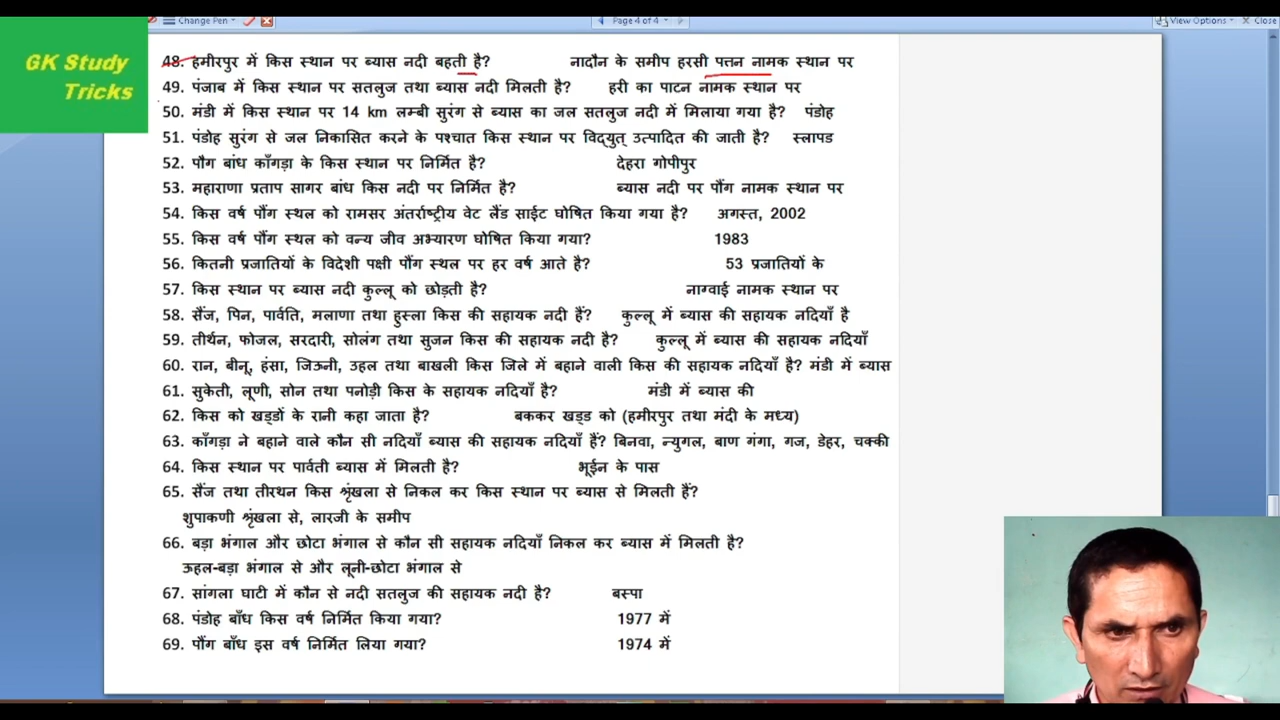 Change Pen
Page 4 of 4
View Options
Close
GK Study
Tricks
48. हमीरपुर में किस स्थान पर ब्यास नदी बहती है? नादौन के समीप हरसी पत्तन नामक स्थान पर
49. पंजाब में किस स्थान पर सतलुज तथा ब्यास नदी मिलती है? हरी का पाटन नामक स्थान पर
50. मंडी में किस स्थान पर 14 km लम्बी सुरंग से ब्यास का जल सतलुज नदी में मिलाया गया है? पंडोह
51. पंडोह सुरंग से जल निकासित करने के पश्चात किस स्थान पर विद्युत् उत्पादित की जाती है? स्लापड
52. पौग बांध काँगड़ा के किस स्थान पर निर्मित है? देहरा गोपीपुर
53. महाराणा प्रताप सागर बांध किस नदी पर निर्मित है? ब्यास नदी पर पौंग नामक स्थान पर
54. किस वर्ष पौंग स्थल को रामसर अंतर्राष्ट्रीय वेट लैंड साईट घोषित किया गया है? अगस्त, 2002
55. किस वर्ष पौंग स्थल को वन्य जीव अभ्यारण घोषित किया गया? 1983
56. कितनी प्रजातियों के विदेशी पक्षी पौंग स्थल पर हर वर्ष आते है? 53 प्रजातियों के
57. किस स्थान पर ब्यास नदी कुल्लू को छोड़ती है? नाग्वाई नामक स्थान पर
58. सैंज, पिन, पार्वति, मलाणा तथा हुस्ला किस की सहायक नदी हैं? कुल्लू में ब्यास की सहायक नदियाँ है
59. तीर्थन, फोजल, सरदारी, सोलंग तथा सुजन किस की सहायक नदी है? कुल्लू में ब्यास की सहायक नदियाँ
60. रान, बीनू, हंसा, जिऊनी, उहल तथा बाखली किस जिले में बहाने वाली किस की सहायक नदियाँ है? मंडी में ब्यास
61. सुकेती, लूणी, सोन तथा पनोड़ी किस के सहायक नदियाँ है? मंडी में ब्यास की
62. किस को खड्डों के रानी कहा जाता है? बककर खड्ड को (हमीरपुर तथा मंदी के मध्य)
63. काँगड़ा ने बहाने वाले कौन सी नदियाँ ब्यास की सहायक नदियाँ हैं? बिनवा, न्युगल, बाण गंगा, गज, डेहर, चक्की
64. किस स्थान पर पार्वती ब्यास में मिलती है? भूईन के पास
65. सैंज तथा तीरथन किस श्रृंखला से निकल कर किस स्थान पर ब्यास से मिलती हैं?
शुपाकणी श्रृंखला से, लारजी के समीप
66. बड़ा भंगाल और छोटा भंगाल से कौन सी सहायक नदियाँ निकल कर ब्यास में मिलती है?
ऊहल-बड़ा भंगाल से और लूनी-छोटा भंगाल से
67. सांगला घाटी में कौन से नदी सतलुज की सहायक नदी है? बस्पा
68. पंडोह बाँध किस वर्ष निर्मित किया गया? 1977 में
69. पौंग बाँध इस वर्ष निर्मित लिया गया? 1974 में